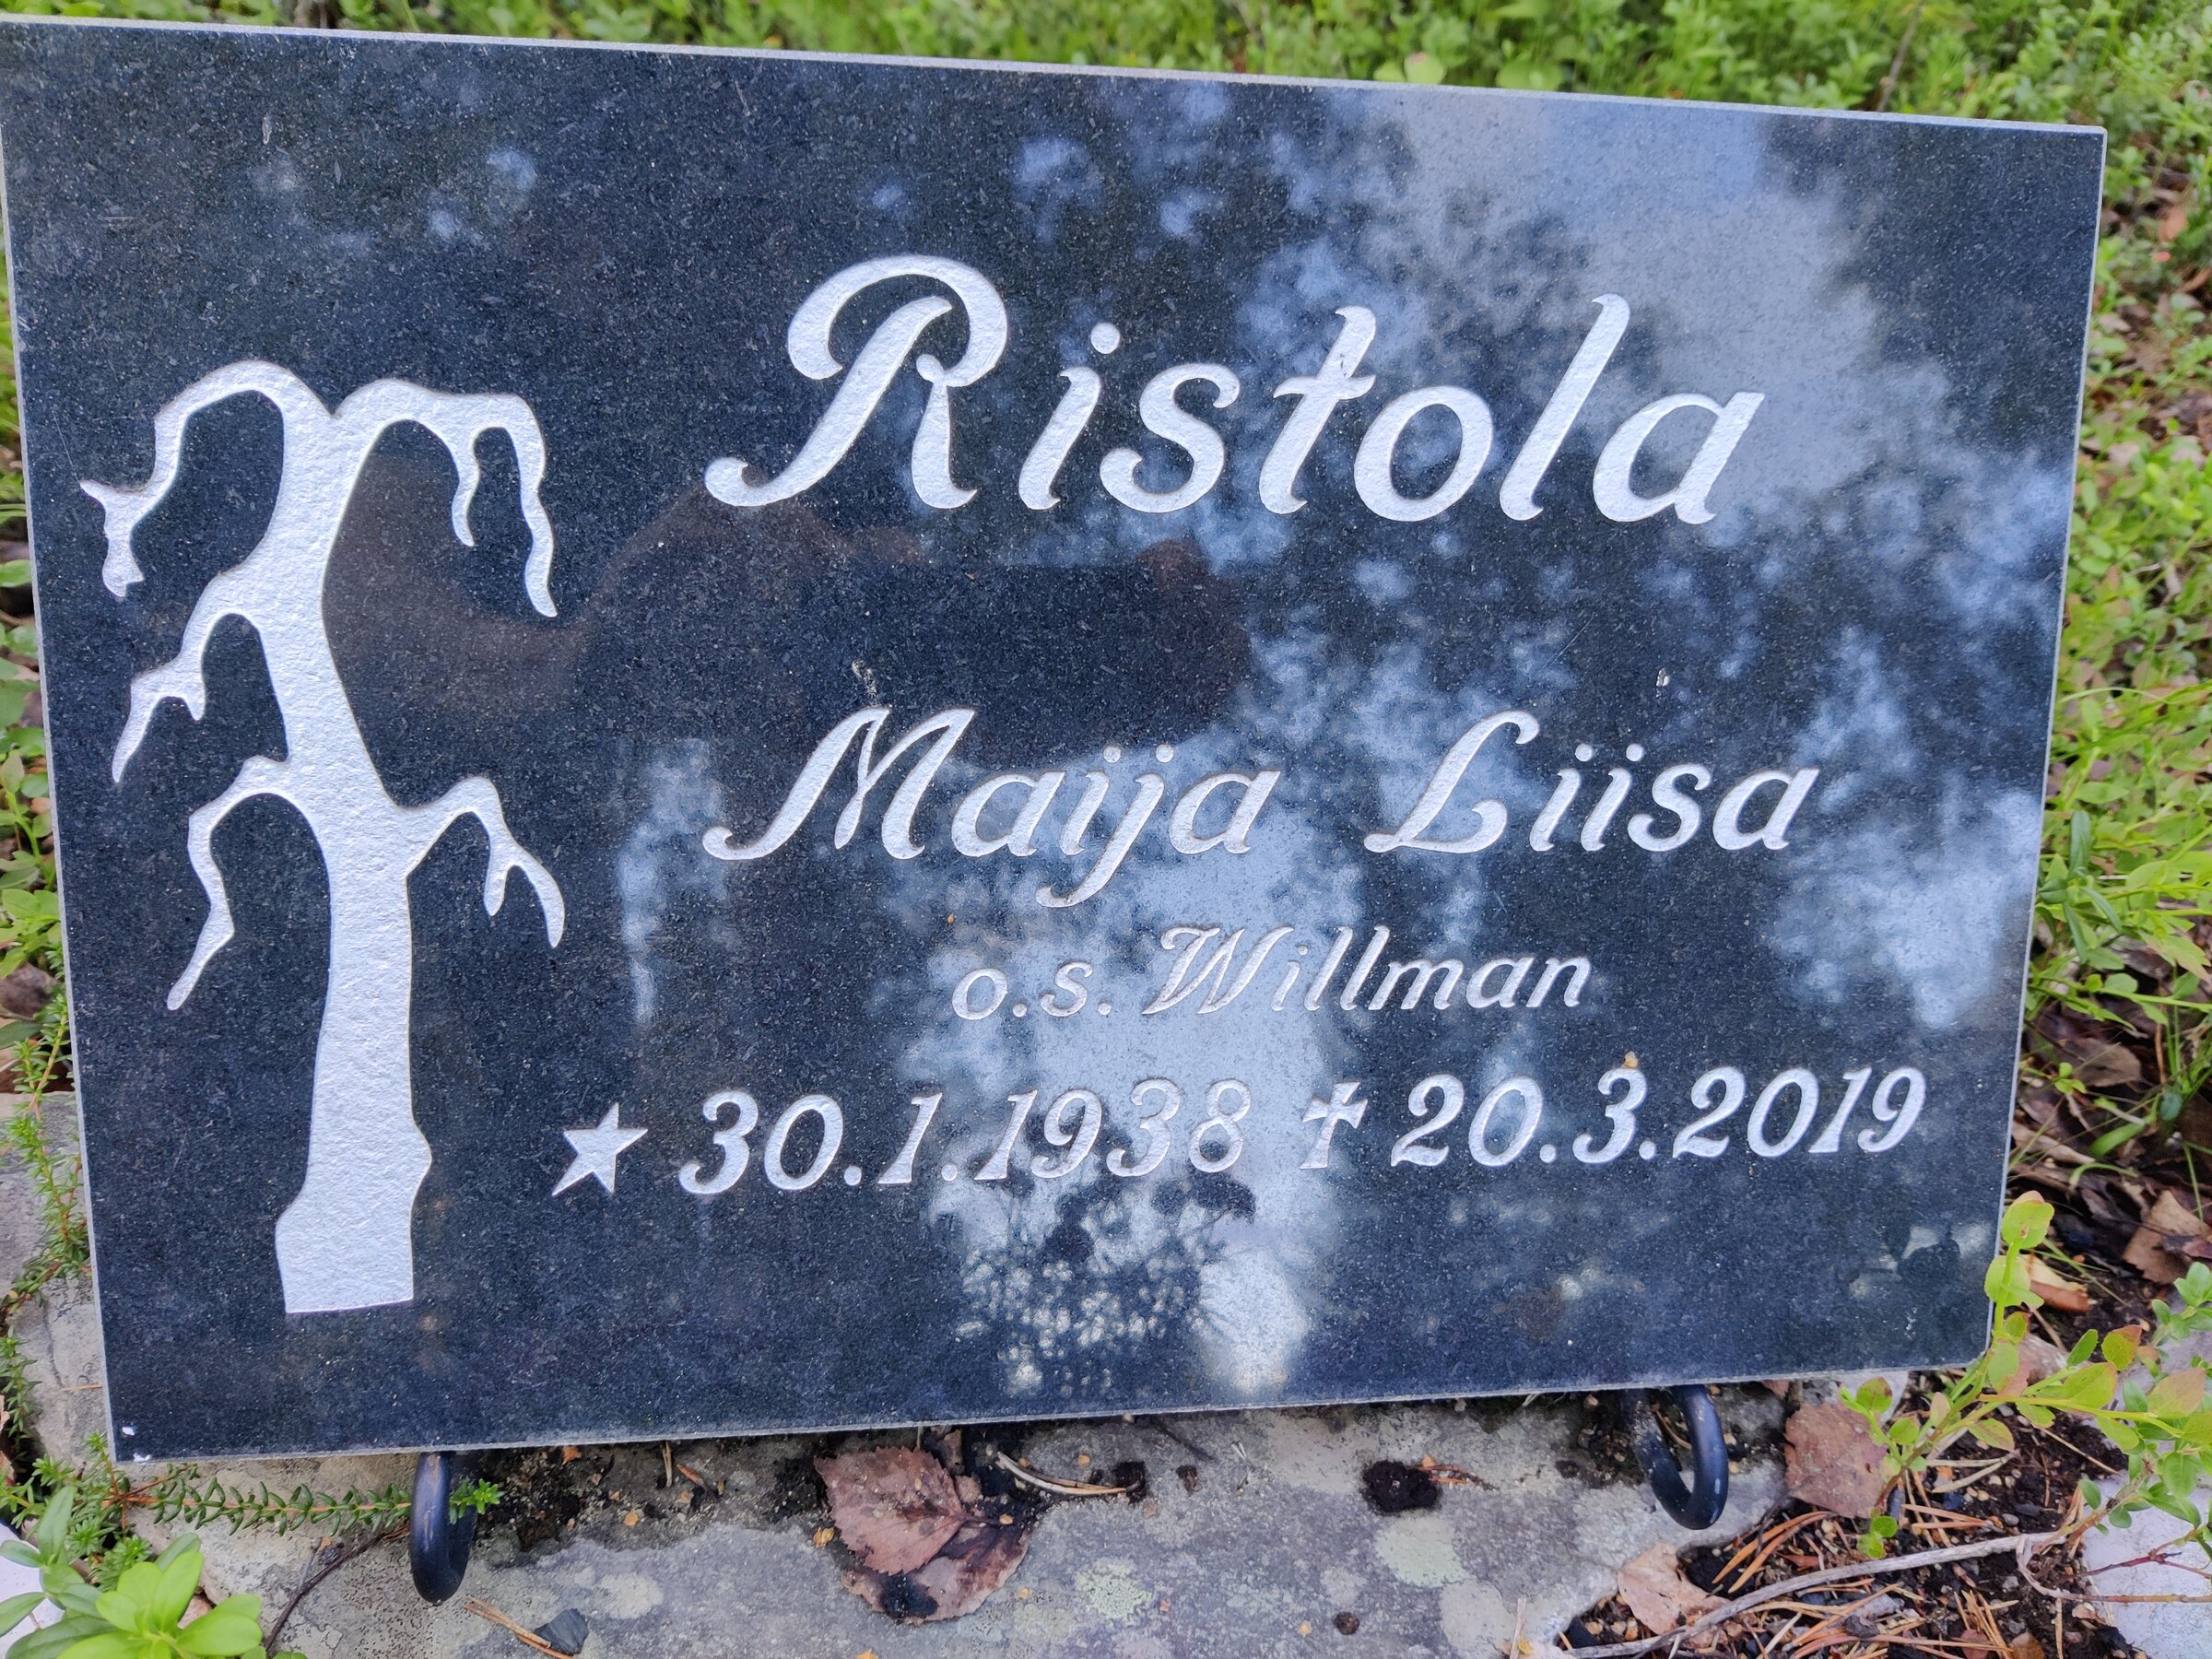 Ristola
Maija Liisa
o.s. Willman
★ 30.1.1938 ✝ 20.3.2019